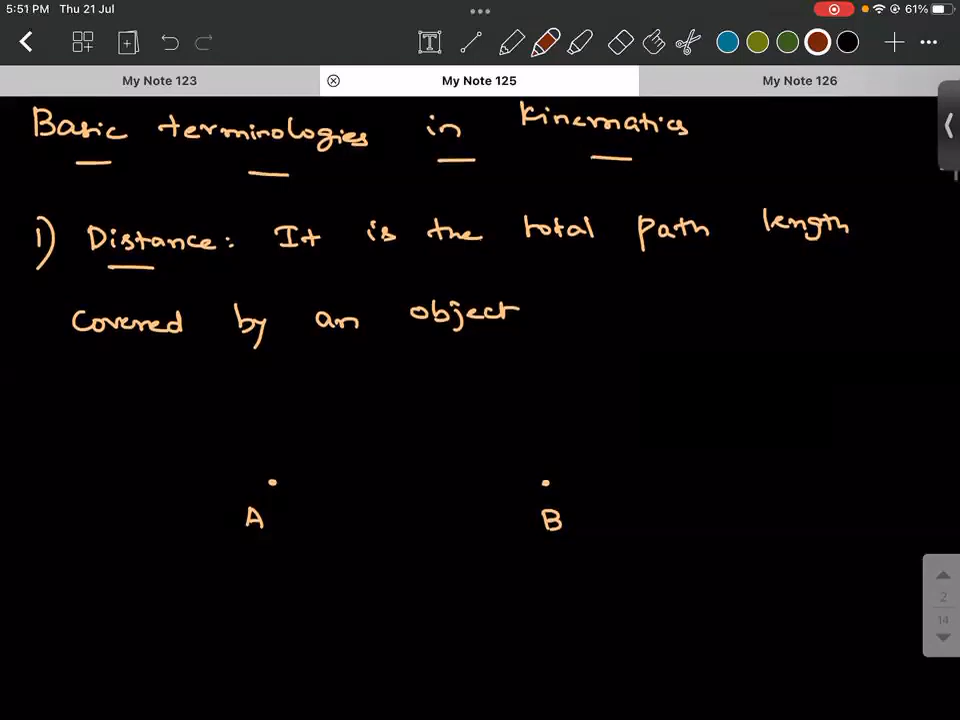 5:51 PM Thu 21 Jul
61%
My Note 123
My Note 125
My Note 126
Basic terminologies in kinematics
1) Distance: It is the total path length
covered by an object
A
B
2
14